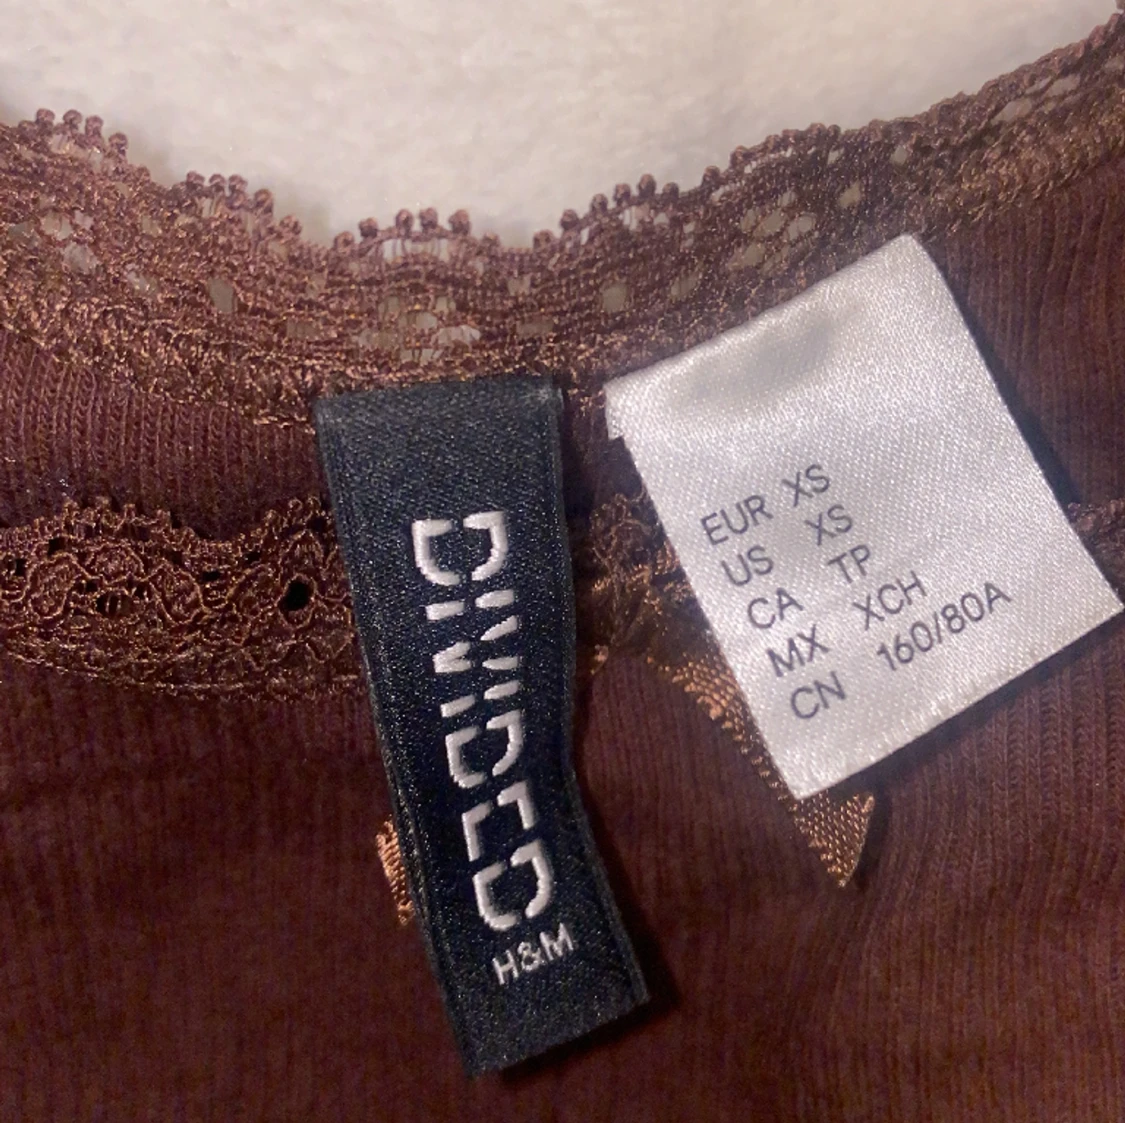 DIVIDED
H&M
EUR XS
US XS
CA TP
MX XCH
CN 160/80A